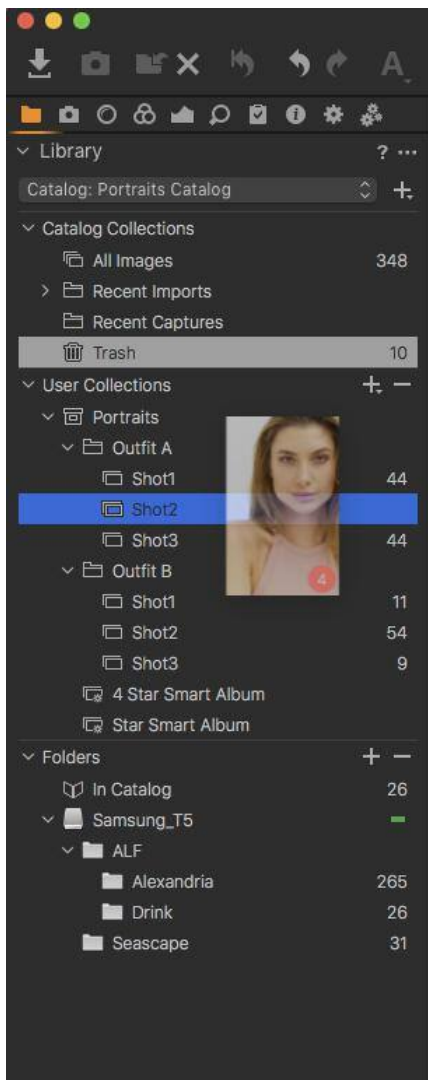 A
Library ? ...
Catalog: Portraits Catalog
Catalog Collections
All Images 348
Recent Imports
Recent Captures
Trash 10
User Collections
Portraits
Outfit A
Shot1 44
Shot2
Shot3 44
4
Outfit B
Shot1 11
Shot2 54
Shot3 9
4 Star Smart Album
Star Smart Album
Folders
In Catalog 26
Samsung_T5
ALF
Alexandria 265
Drink 26
Seascape 31